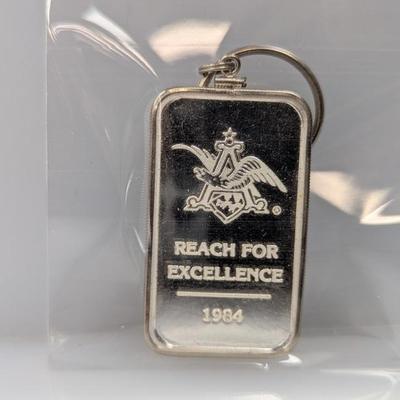 A
®
REACH FOR
EXCELLENCE
1984